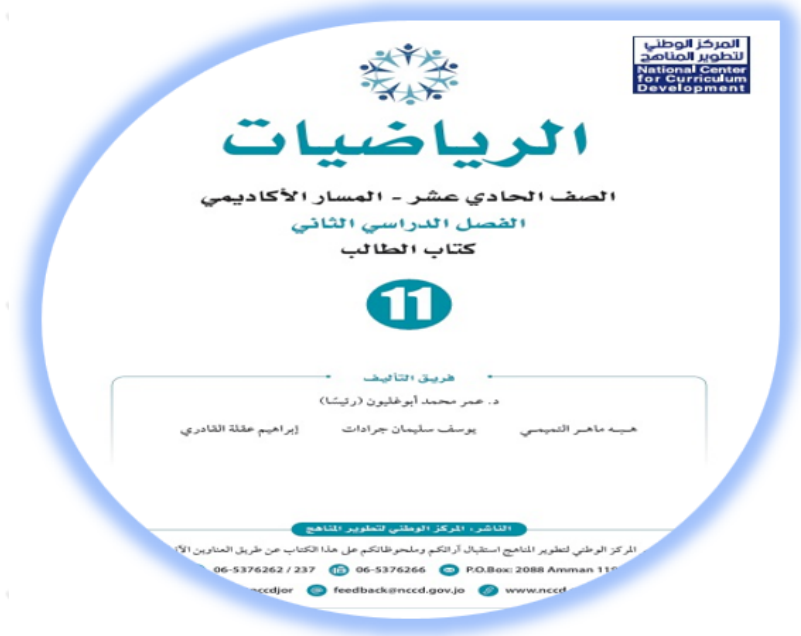 المركز الوطني
لتطوير المناهج
National Center
for Curriculum
Development
الرياضيات
الصف الحادي عشر - المسار الأكاديمي
الفصل الدراسي الثاني
كتاب الطالب
11
فريق التأليف
د. عمر محمد أبوغليون (رئيسًا)
هبه ماهر التميمي يوسف سليمان جرادات إبراهيم عقلة القادري
الناشر: المركز الوطني لتطوير المناهج
المركز الوطني لتطوير المناهج استقبال آرائكم وملحوظاتكم على هذا الكتاب عن طريق العناوين
06-5376262 / 237 06-5376266 P.O.Box: 2088 Amman
feedback@nccd.gov.jo www.nccd